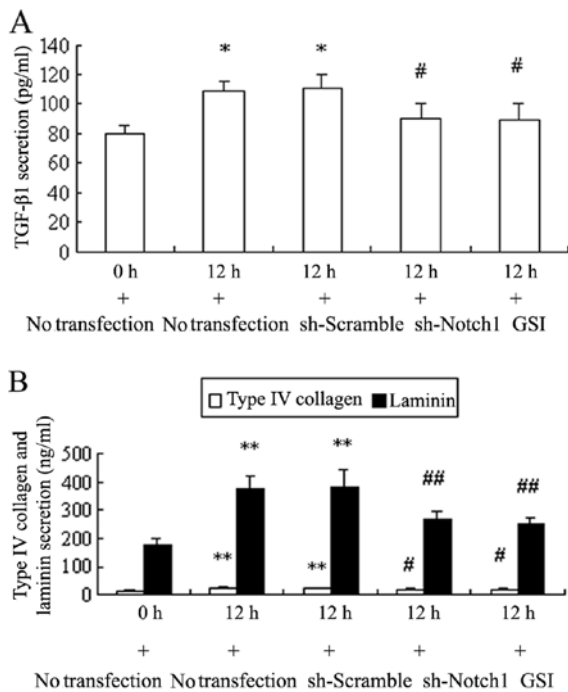 A
TGF-β1 secretion (pg/ml)
140
120
100
80
60
40
20
0
* * # #
0 h 12 h 12 h 12 h 12 h
+ + + + +
No transfection No transfection sh-Scramble sh-Notch1 GSI
B
Type IV collagen Laminin
Type IV collagen and
laminin secretion (ng/ml)
500
400
300
200
100
0
** ** ## ##
** ** # #
0 h 12 h 12 h 12 h 12 h
+ + + + +
No transfection No transfection sh-Scramble sh-Notch1 GSI